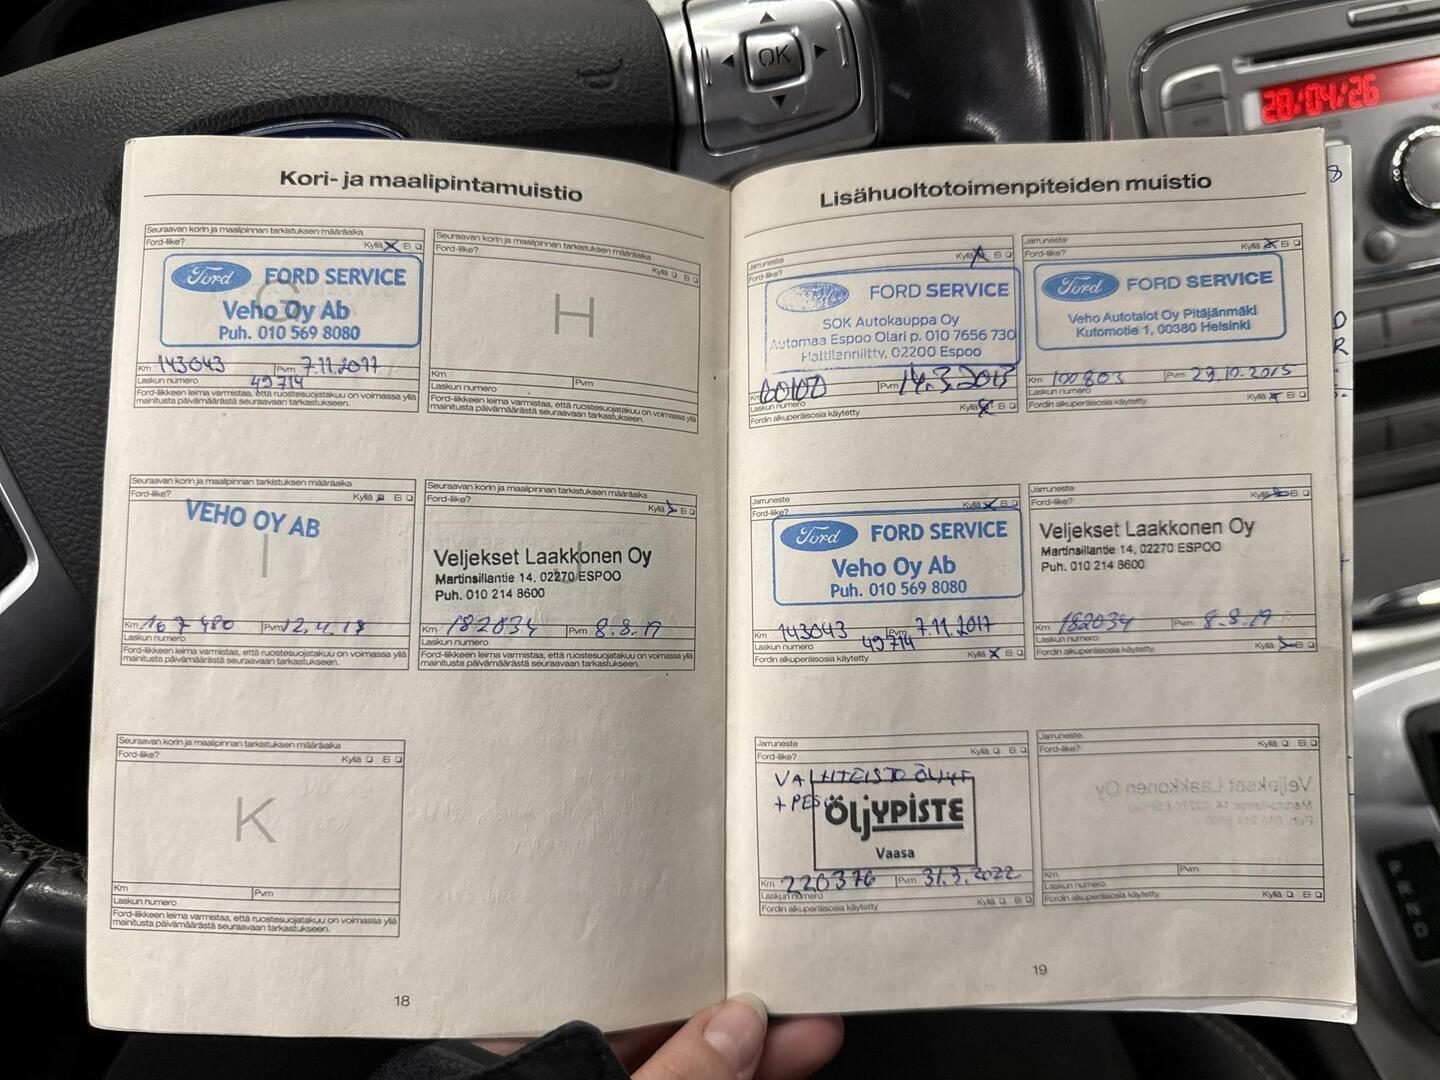 OK
28/04/26
Kori- ja maalipintamuistio
Seuraavan korin ja maalipinnan tarkistuksen määräaika
Ford-liike? Kyllä Ei
G
Ford FORD SERVICE
Veho Oy Ab
Puh. 010 569 8080
Km 143043 Pvm 7.11.2017
Laskun numero 49714
Ford-liikkeen leima varmistaa, että ruostesuojatakuu on voimassa yllä
mainitusta päivämäärästä seuraavaan tarkastukseen.
Seuraavan korin ja maalipinnan tarkistuksen määräaika
Ford-liike? Kyllä Ei
H
Km Pvm
Laskun numero
Ford-liikkeen leima varmistaa, että ruostesuojatakuu on voimassa yllä
mainitusta päivämäärästä seuraavaan tarkastukseen.
Seuraavan korin ja maalipinnan tarkistuksen määräaika
Ford-liike? Kyllä Ei
VEHO OY AB
I
Km 167480 Pvm 12.4.18
Laskun numero
Ford-liikkeen leima varmistaa, että ruostesuojatakuu on voimassa yllä
mainitusta päivämäärästä seuraavaan tarkastukseen.
Seuraavan korin ja maalipinnan tarkistuksen määräaika
Ford-liike? Kyllä Ei
J
Veljekset Laakkonen Oy
Martinsillantie 14, 02270 ESPOO
Puh. 010 214 8600
Km 182034 Pvm 8.8.19
Laskun numero
Ford-liikkeen leima varmistaa, että ruostesuojatakuu on voimassa yllä
mainitusta päivämäärästä seuraavaan tarkastukseen.
Seuraavan korin ja maalipinnan tarkistuksen määräaika
Ford-liike? Kyllä Ei
K
Km Pvm
Laskun numero
Ford-liikkeen leima varmistaa, että ruostesuojatakuu on voimassa yllä
mainitusta päivämäärästä seuraavaan tarkastukseen.
18
Lisähuoltotoimenpiteiden muistio
Jarruneste
Ford-liike? Kyllä Ei
Ford FORD SERVICE
SOK Autokauppa Oy
Automaa Espoo Olari p. 010 7656 730
Haltilanniitty, 02200 Espoo
Km Pvm 14.3.2013
Laskun numero
Fordin alkuperäisosia käytetty Kyllä Ei
Jarruneste
Ford-liike? Kyllä Ei
Ford FORD SERVICE
Veho Autotalot Oy Pitäjänmäki
Kutomotie 1, 00380 Helsinki
Km 100803 Pvm 29.10.2015
Laskun numero
Fordin alkuperäisosia käytetty Kyllä Ei
Jarruneste
Ford-liike? Kyllä Ei
Ford FORD SERVICE
Veho Oy Ab
Puh. 010 569 8080
Km 143043 Pvm 7.11.2017
Laskun numero 49714
Fordin alkuperäisosia käytetty Kyllä Ei
Jarruneste
Ford-liike? Kyllä Ei
Veljekset Laakkonen Oy
Martinsillantie 14, 02270 ESPOO
Puh. 010 214 8600
Km 182034 Pvm 8.8.19
Laskun numero
Fordin alkuperäisosia käytetty Kyllä Ei
Jarruneste
Ford-liike? Kyllä Ei
VAIHTEISTOÖLJYT
+ PESU
ÖLJYPISTE
Vaasa
Km 220376 Pvm 31.3.2022
Laskun numero
Fordin alkuperäisosia käytetty Kyllä Ei
Jarruneste
Ford-liike? Kyllä Ei
Km Pvm
Laskun numero
Fordin alkuperäisosia käytetty Kyllä Ei
19